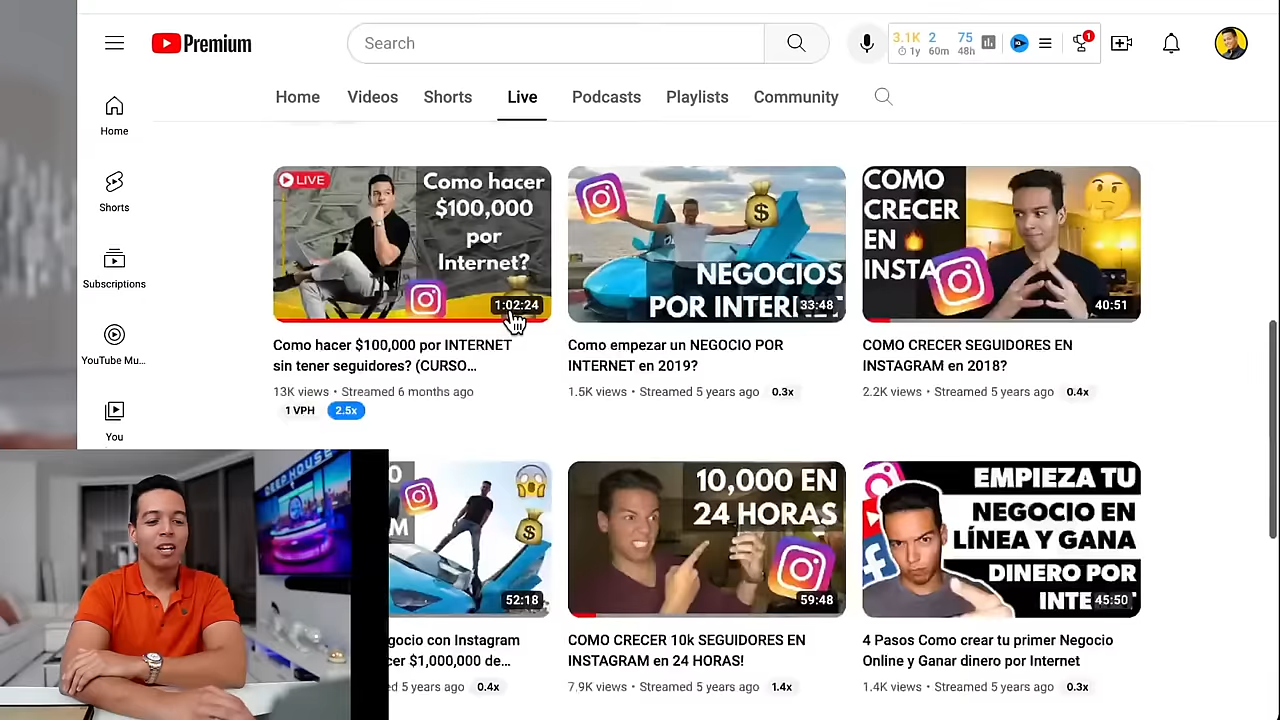 Premium
Search
3.1K 2 75
1y 60m 48h
1
Home Videos Shorts Live Podcasts Playlists Community
Home
Shorts
Subscriptions
YouTube Mu...
You
LIVE
Como hacer
$100,000
por
Internet?
1:02:24
Como hacer $100,000 por INTERNET
sin tener seguidores? (CURSO...
13K views • Streamed 6 months ago
1 VPH 2.5x
$
NEGOCIOS
POR INTER
33:48
Como empezar un NEGOCIO POR
INTERNET en 2019?
1.5K views • Streamed 5 years ago 0.3x
COMO
CRECER
EN
INSTA
40:51
COMO CRECER SEGUIDORES EN
INSTAGRAM en 2018?
2.2K views • Streamed 5 years ago 0.4x
DEEP HOUSE
0
M
$
52:18
gocio con Instagram
cer $1,000,000 de...
d 5 years ago 0.4x
10,000 EN
24 HORAS
59:48
COMO CRECER 10k SEGUIDORES EN
INSTAGRAM en 24 HORAS!
7.9K views • Streamed 5 years ago 1.4x
EMPIEZA TU
NEGOCIO EN
LÍNEA Y GANA
DINERO POR
INTE
45:50
4 Pasos Como crear tu primer Negocio
Online y Ganar dinero por Internet
1.4K views • Streamed 5 years ago 0.3x